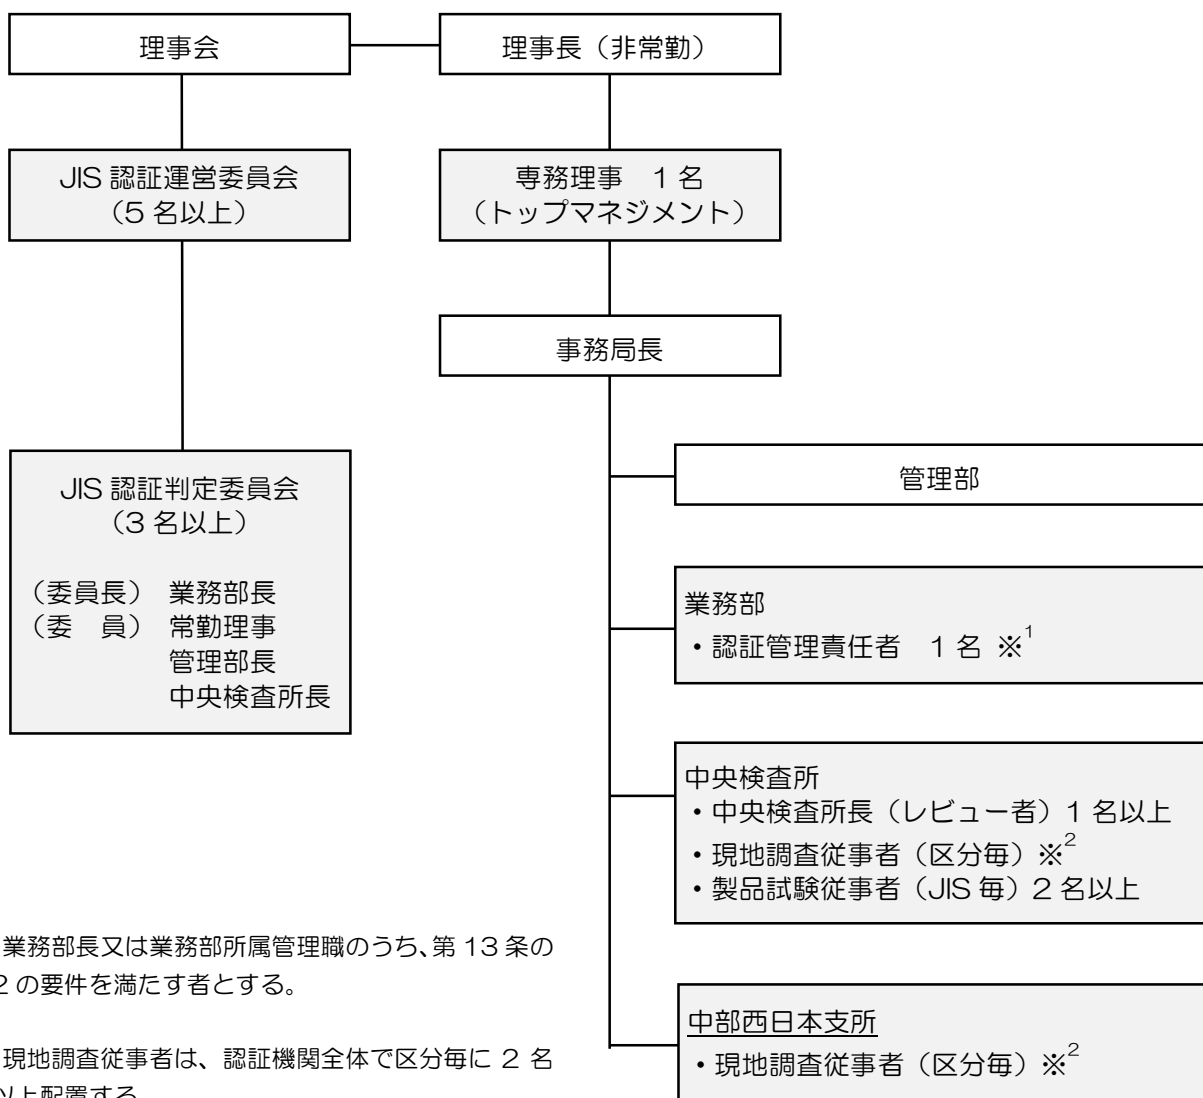 理事会
理事長（非常勤）
JIS 認証運営委員会
（5 名以上）
専務理事　1 名
（トップマネジメント）
事務局長
JIS 認証判定委員会
（3 名以上）
（委員長）　業務部長
（委　員）　常勤理事
管理部長
中央検査所長
管理部
業務部
・認証管理責任者　1 名 ※1
中央検査所
・中央検査所長（レビュー者）1 名以上
・現地調査従事者（区分毎）※2
・製品試験従事者（JIS 毎）2 名以上
中部西日本支所
・現地調査従事者（区分毎）※2
業務部長又は業務部所属管理職のうち、第 13 条の
2 の要件を満たす者とする。
現地調査従事者は、認証機関全体で区分毎に 2 名
以上配置する